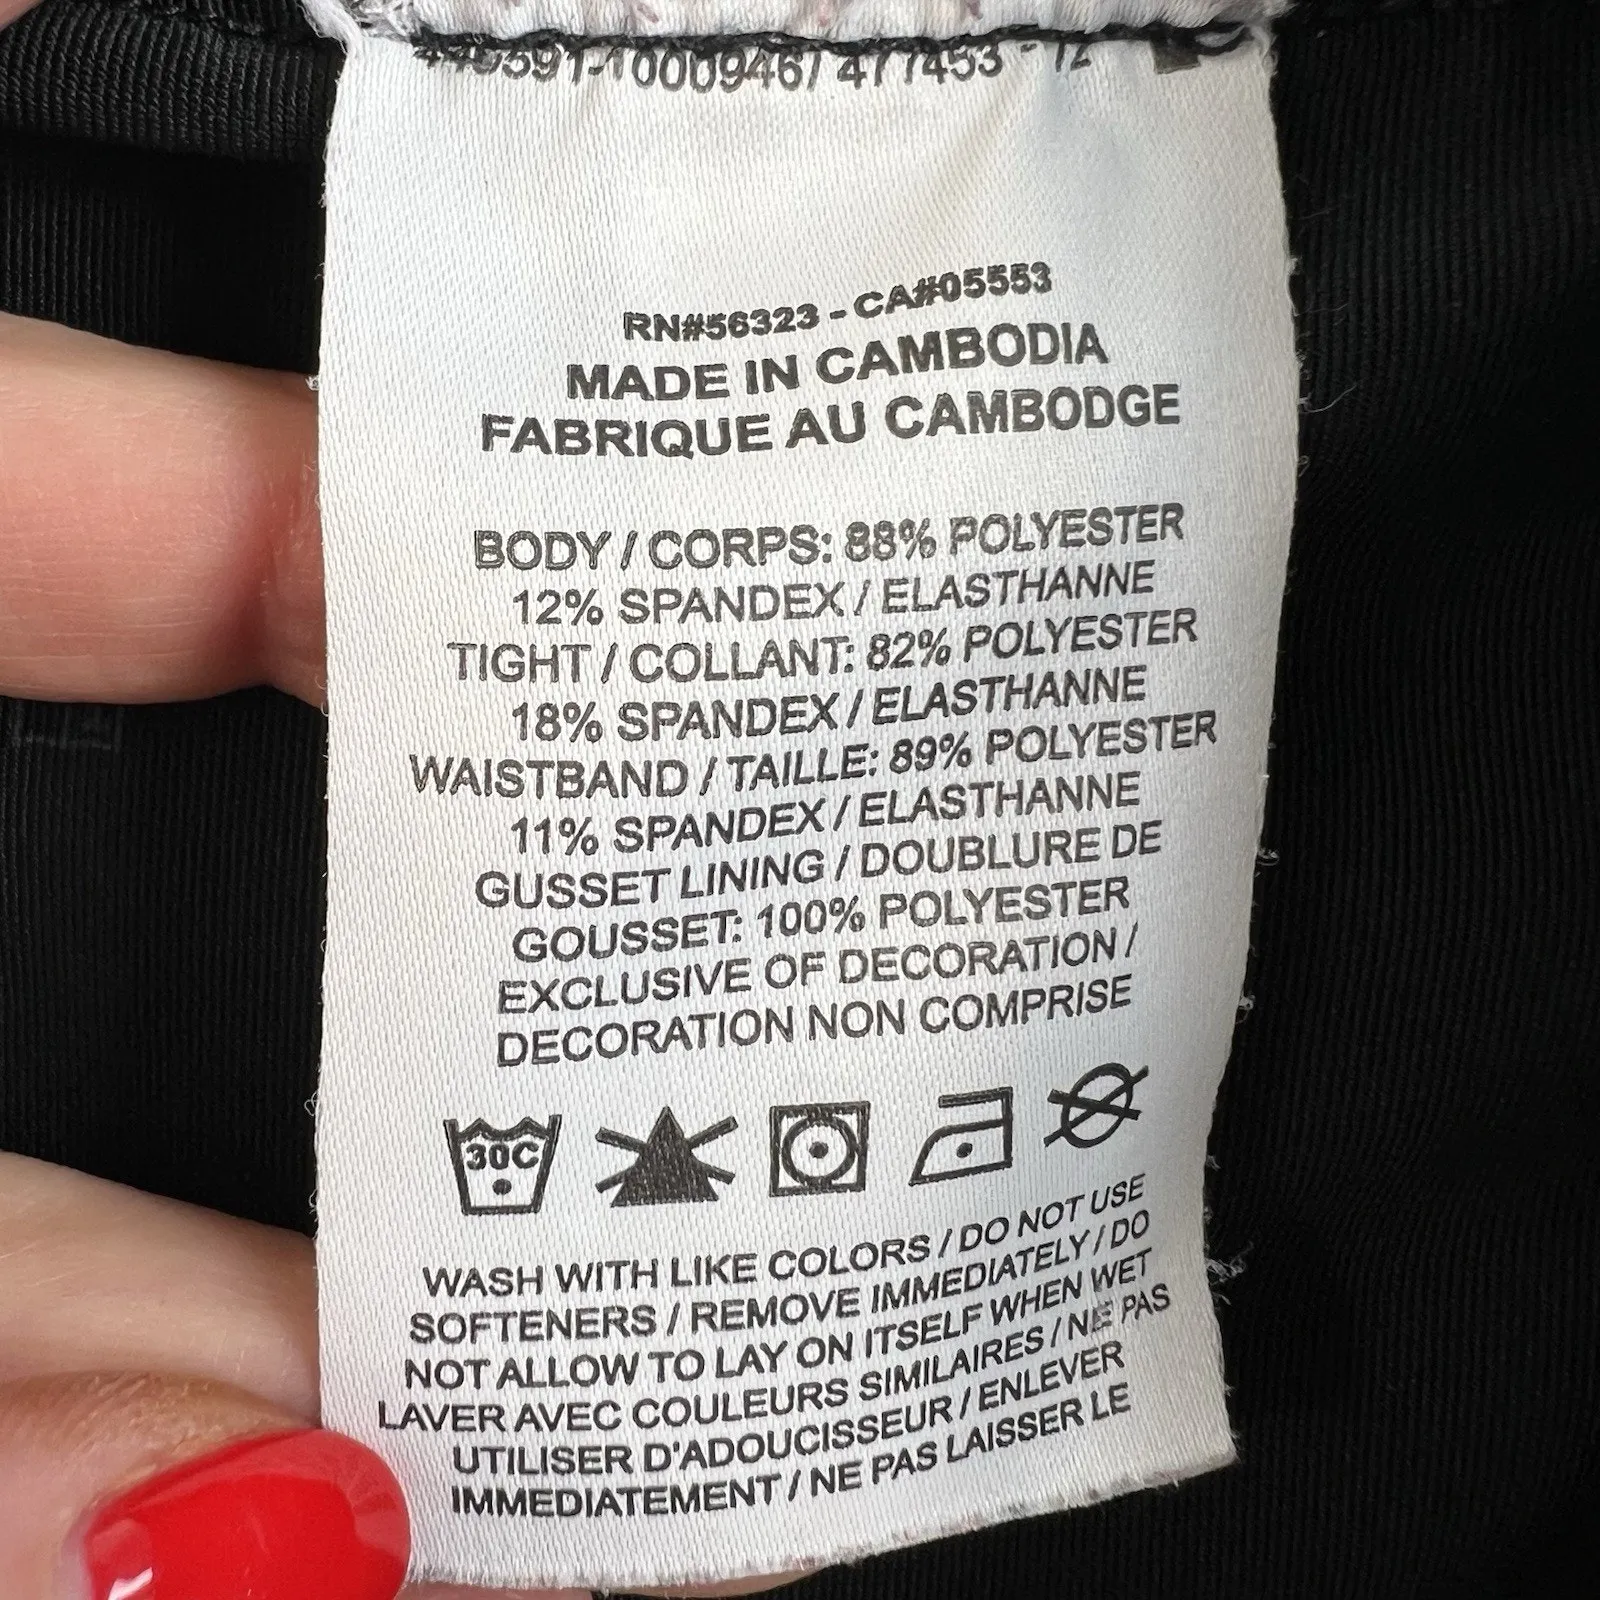 RN#56323 - CA#05553
MADE IN CAMBODIA
FABRIQUE AU CAMBODGE
BODY / CORPS: 88% POLYESTER
12% SPANDEX / ELASTHANNE
TIGHT / COLLANT: 82% POLYESTER
18% SPANDEX / ELASTHANNE
WAISTBAND / TAILLE: 89% POLYESTER
11% SPANDEX / ELASTHANNE
GUSSET LINING / DOUBLURE DE
GOUSSET: 100% POLYESTER
EXCLUSIVE OF DECORATION /
DECORATION NON COMPRISE
30C
WASH WITH LIKE COLORS / DO NOT USE
SOFTENERS / REMOVE IMMEDIATELY / DO
NOT ALLOW TO LAY ON ITSELF WHEN WET
LAVER AVEC COULEURS SIMILAIRES / NE PAS
UTILISER D'ADOUCISSEUR / ENLEVER
IMMEDIATEMENT / NE PAS LAISSER LE